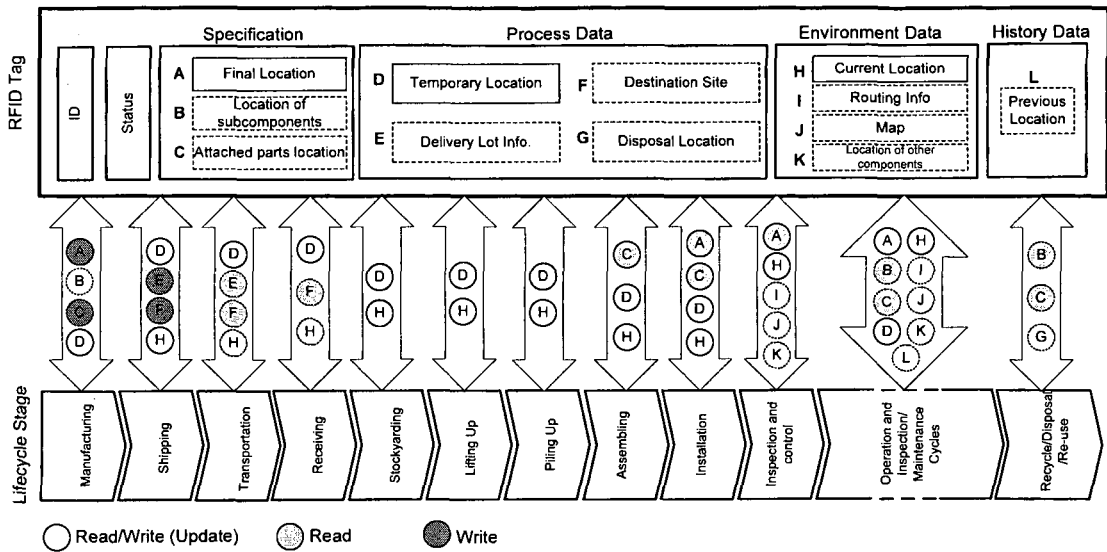 Specification
Process Data
Environment Data
History Data
RFID Tag
ID
Status
A
Final Location
B
Location of
subcomponents
C
Attached parts location
D
Temporary Location
E
Delivery Lot Info.
F
Destination Site
G
Disposal Location
H
Current Location
I
Routing Info
J
Map
K
Location of other
components
L
Previous
Location
A
B
C
D
D
E
F
H
D
E
F
H
D
F
H
D
H
D
H
D
H
C
D
H
A
C
D
H
A
H
I
J
K
A
H
B
I
C
J
D
K
L
B
C
G
Lifecycle Stage
Manufacturing
Shipping
Transportation
Receiving
Stockyarding
Lifting Up
Piling Up
Assembling
Installation
Inspection and
control
Operation and
Inspection/
Maintenance
Cycles
Recycle/Disposal
/Re-use
Read/Write (Update)
Read
Write